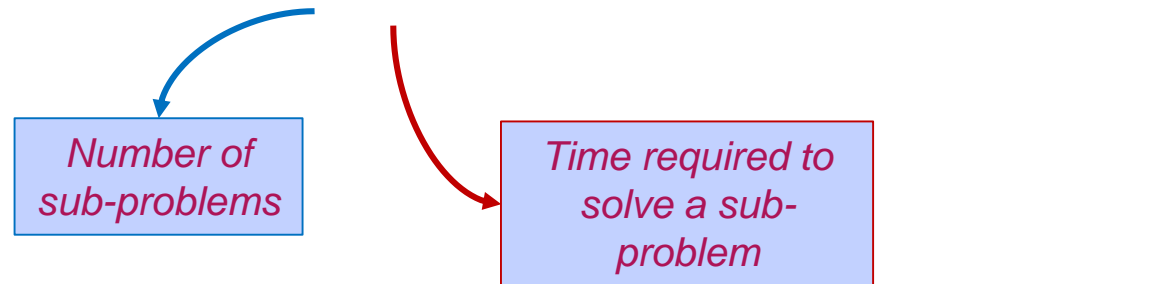 Number of
sub-problems
Time required to
solve a sub-
problem